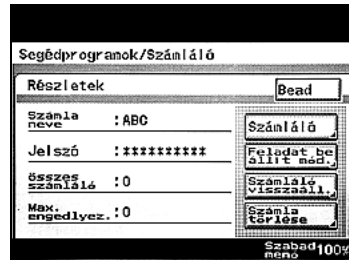 Segédprogramok/Számláló
Részletek
Bead
Számla
neve :ABC
Számláló
Jelszó :**********
Feladat be
állít mód.
összes
számláló :0
Számláló
visszaáll.
Max.
engedlyez. :0
Számla
törlése
Szabad
menő 100%